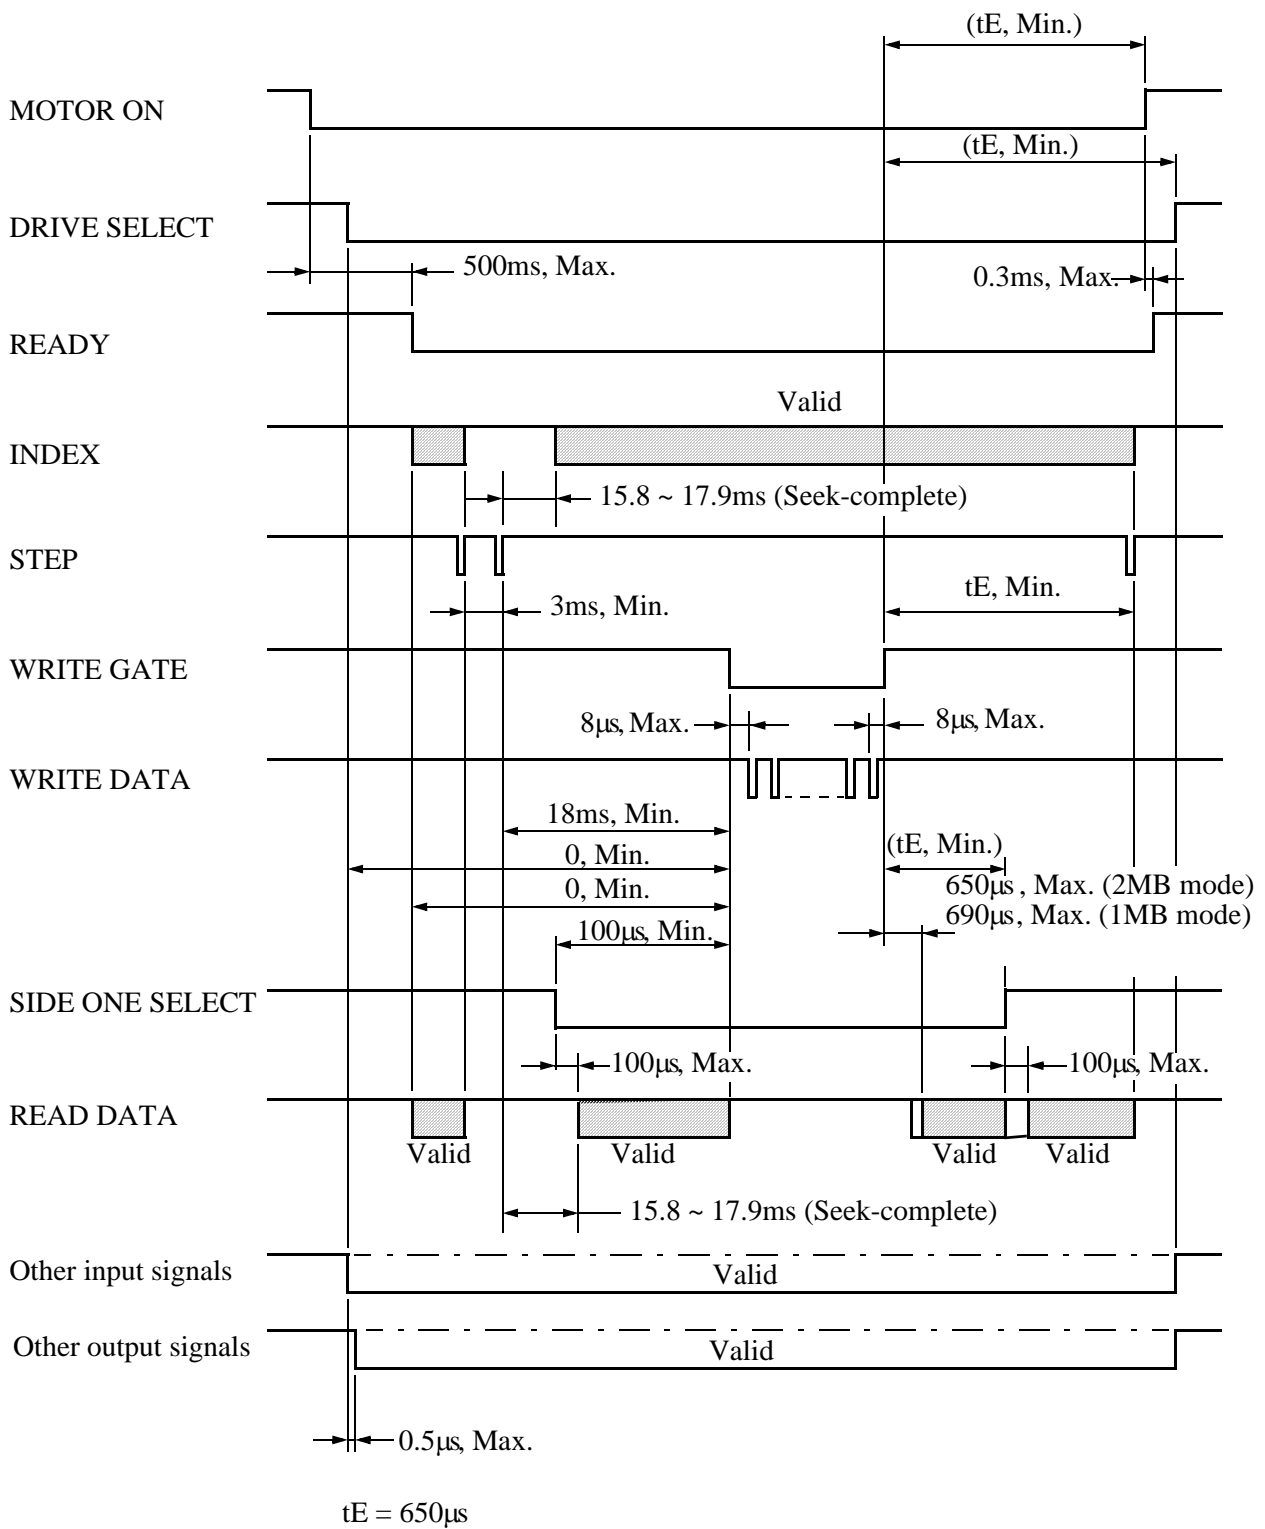 (tE, Min.)
MOTOR ON
(tE, Min.)
DRIVE SELECT
500ms, Max.
0.3ms, Max.
READY
Valid
INDEX
15.8 ~ 17.9ms (Seek-complete)
STEP
tE, Min.
3ms, Min.
WRITE GATE
8μs, Max.
8μs, Max.
WRITE DATA
18ms, Min.
(tE, Min.)
0, Min.
650μs, Max. (2MB mode)
0, Min.
690μs, Max. (1MB mode)
100μs, Min.
SIDE ONE SELECT
100μs, Max.
100μs, Max.
READ DATA
Valid
Valid
Valid
Valid
15.8 ~ 17.9ms (Seek-complete)
Other input signals
Valid
Other output signals
Valid
0.5μs, Max.
tE = 650μs